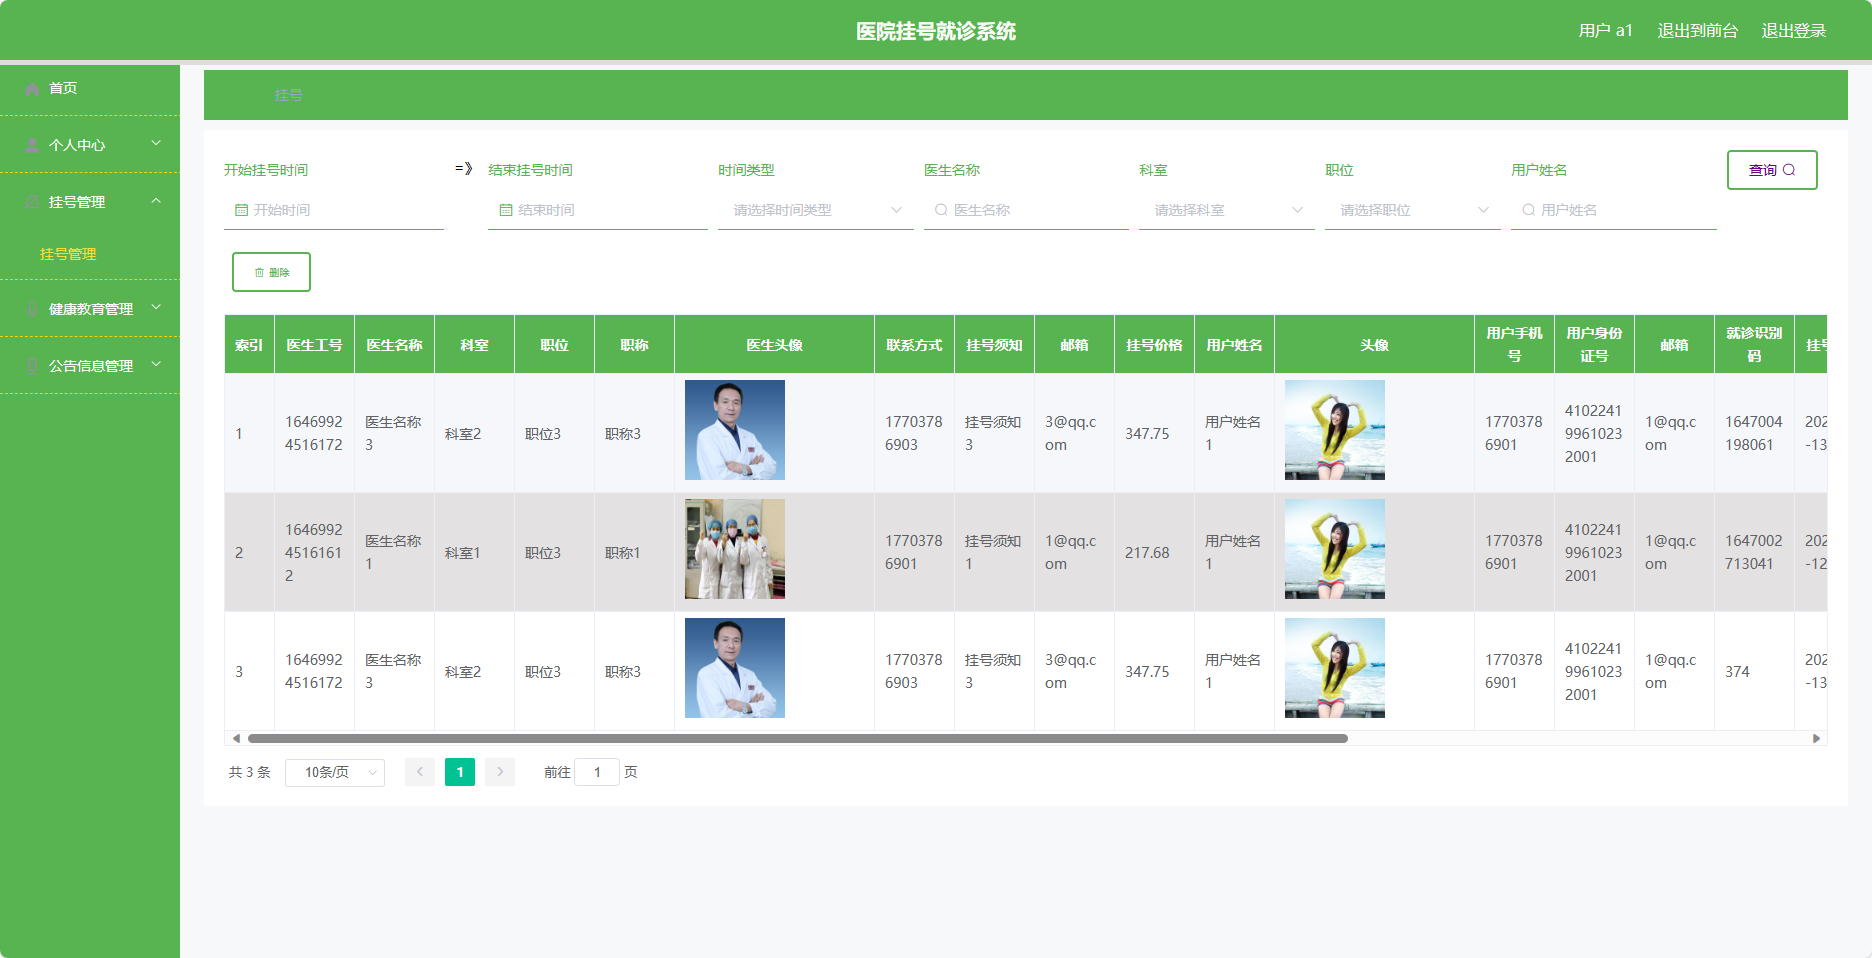 医院挂号就诊系统
用户 a1 退出到前台 退出登录
首页
个人中心
挂号管理
挂号管理
健康教育管理
公告信息管理
挂号
开始挂号时间 =》 结束挂号时间 时间类型 医生名称 科室 职位 用户姓名 查询
开始时间 结束时间 请选择时间类型 医生名称 请选择科室 请选择职位 用户姓名
删除
索引 医生工号 医生名称 科室 职位 职称 医生头像 联系方式 挂号须知 邮箱 挂号价格 用户姓名 头像 用户手机号 用户身份证号 邮箱 就诊识别码 挂号
1 16469924516172 医生名称3 科室2 职位3 职称3 17703786903 挂号须知3 3@qq.com 347.75 用户姓名1 17703786901 410224199610232001 1@qq.com 1647004198061 202-13
2 164699245161612 医生名称1 科室1 职位3 职称1 17703786901 挂号须知1 1@qq.com 217.68 用户姓名1 17703786901 410224199610232001 1@qq.com 1647002713041 202-12
3 16469924516172 医生名称3 科室2 职位3 职称3 17703786903 挂号须知3 3@qq.com 347.75 用户姓名1 17703786901 410224199610232001 1@qq.com 374 202-13
共 3 条 10条/页 1 前往 1 页